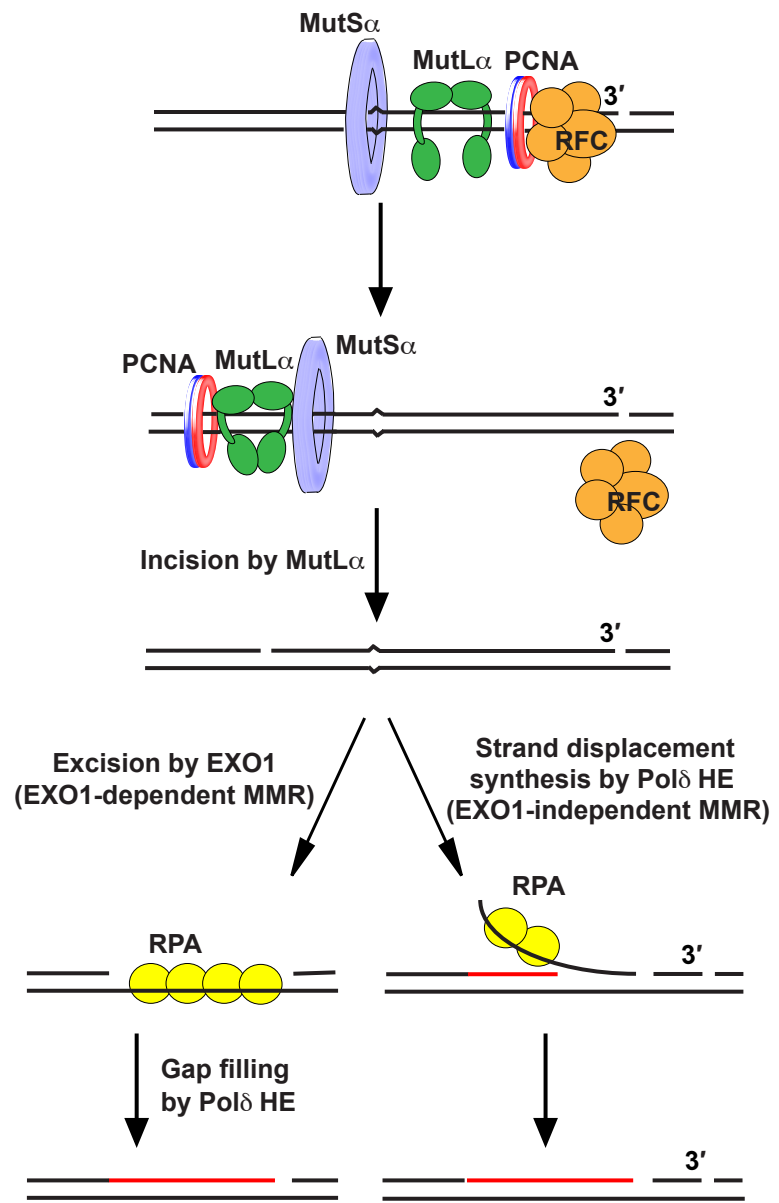 MutSα
MutLα
PCNA
3′
RFC
MutSα
PCNA
MutLα
3′
RFC
Incision by MutLα
3′
Excision by EXO1
(EXO1-dependent MMR)
Strand displacement
synthesis by Polδ HE
(EXO1-independent MMR)
RPA
RPA
3′
Gap filling
by Polδ HE
3′